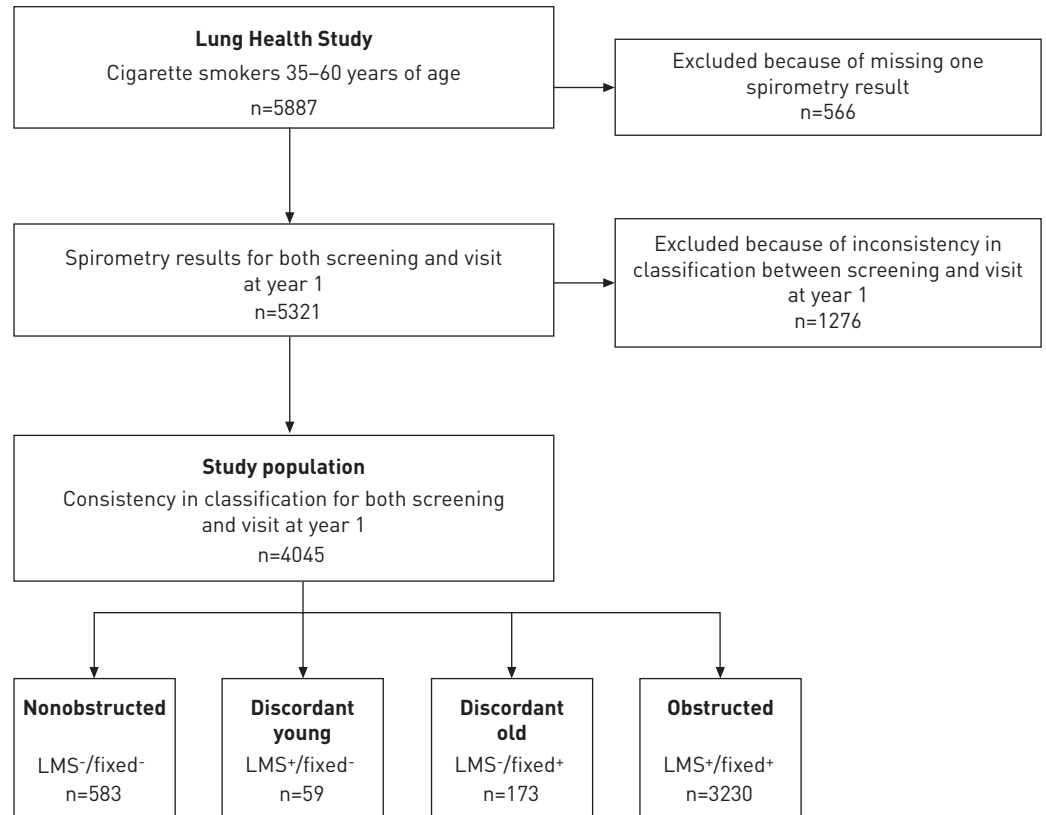 Lung Health Study
Cigarette smokers 35–60 years of age
n=5887
Excluded because of missing one
spirometry result
n=566
Spirometry results for both screening and visit
at year 1
n=5321
Excluded because of inconsistency in
classification between screening and visit
at year 1
n=1276
Study population
Consistency in classification for both screening
and visit at year 1
n=4045
Nonobstructed
LMS⁻/fixed⁻
n=583
Discordant
young
LMS⁺/fixed⁻
n=59
Discordant
old
LMS⁻/fixed⁺
n=173
Obstructed
LMS⁺/fixed⁺
n=3230